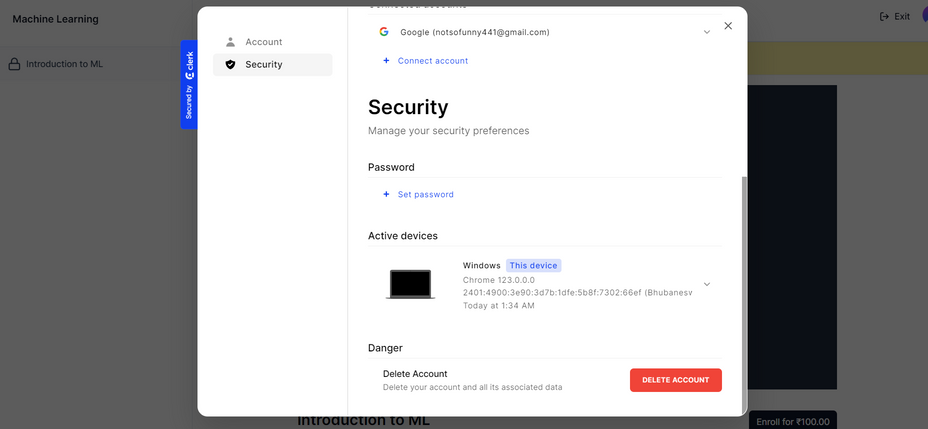 Machine Learning
Exit
Introduction to ML
Secured by clerk
Account
Security
Connected accounts
Google (notsofunny441@gmail.com)
+ Connect account
Security
Manage your security preferences
Password
+ Set password
Active devices
Windows This device
Chrome 123.0.0.0
2401:4900:3e90:3d7b:1dfe:5b8f:7302:66ef (Bhubanesv
Today at 1:34 AM
Danger
Delete Account
Delete your account and all its associated data
DELETE ACCOUNT
Introduction to ML
Enroll for ₹100.00